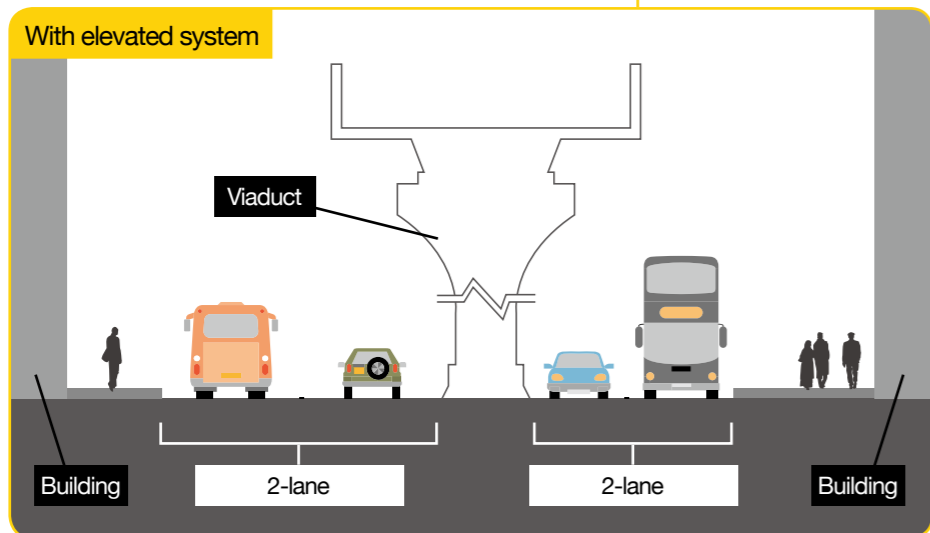 With elevated system
Viaduct
Building
2-lane
2-lane
Building